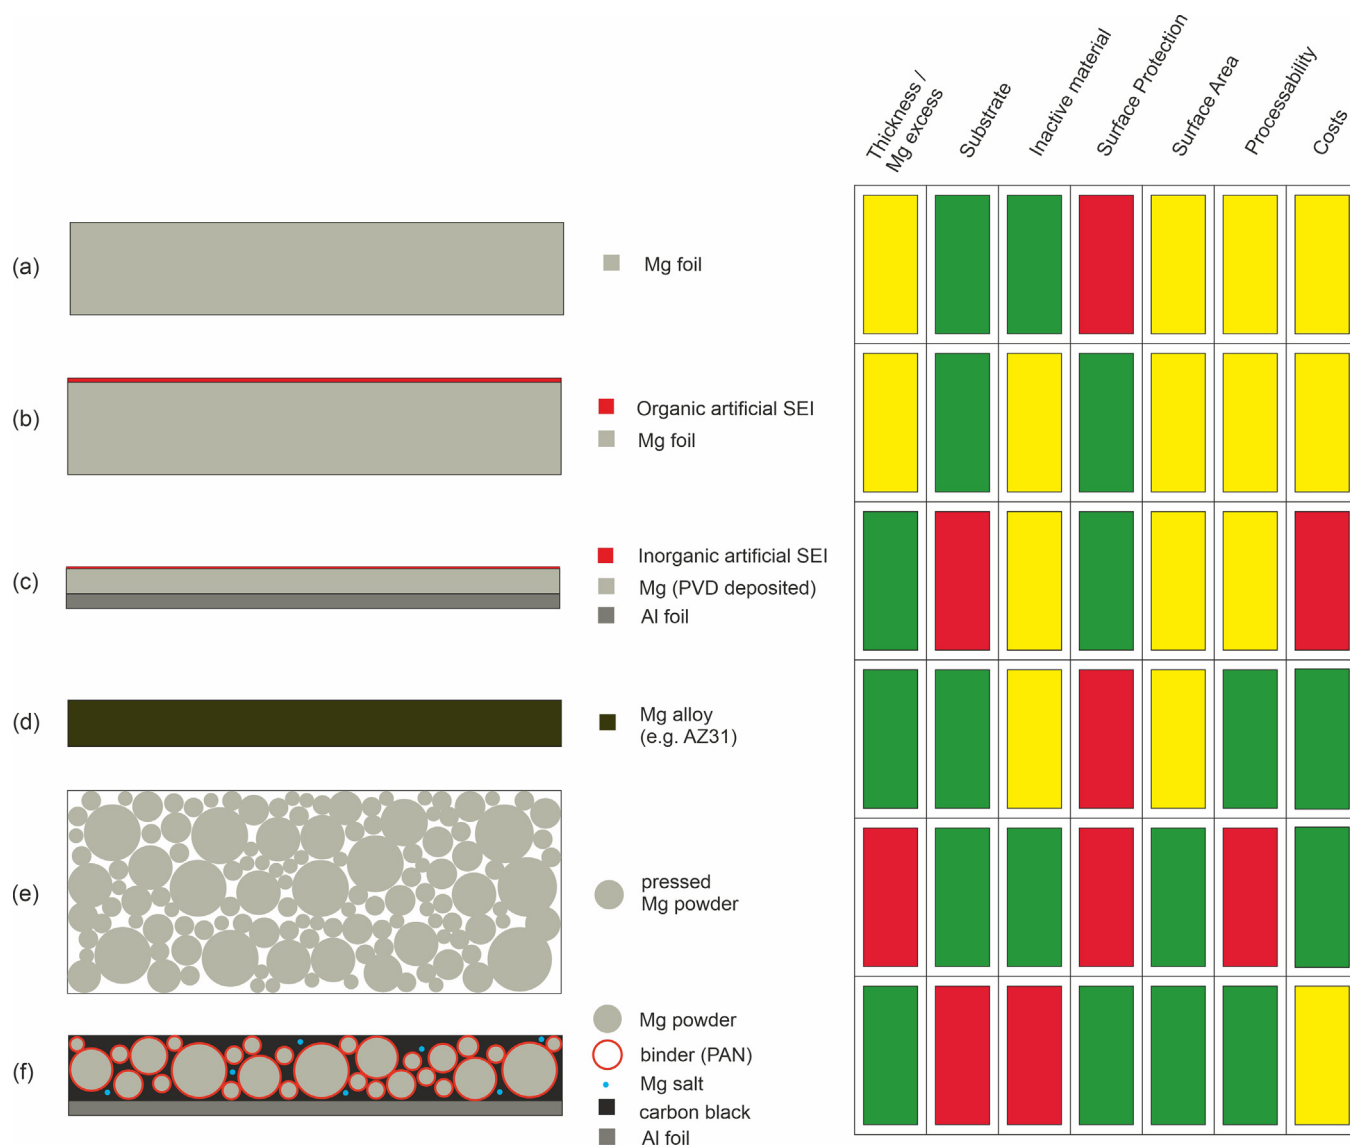 Thickness /
Mg excess
Substrate
Inactive material
Surface Protection
Surface Area
Processability
Costs
(a)
Mg foil
(b)
Organic artificial SEI
Mg foil
(c)
Inorganic artificial SEI
Mg (PVD deposited)
Al foil
(d)
Mg alloy
(e.g. AZ31)
(e)
pressed
Mg powder
(f)
Mg powder
binder (PAN)
Mg salt
carbon black
Al foil